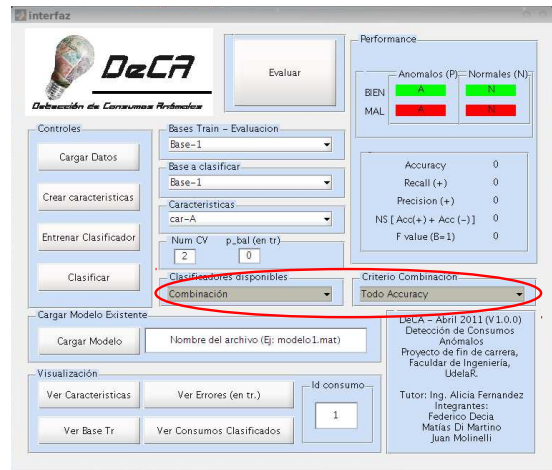 interfaz
DeCA
Detección de Consumos Anómalos
Evaluar
Performance
Anomalos (P) Normales (N)
BIEN A N
MAL A N
Accuracy 0
Recall (+) 0
Precision (+) 0
NS [ Acc(+) + Acc (-) ] 0
F value (B=1) 0
Controles
Cargar Datos
Crear caracteristicas
Entrenar Clasificador
Clasificar
Bases Train - Evaluacion
Base-1
Base a clasificar
Base-1
Caracteristicas
car-A
Num CV p_bal (en tr)
2 0
Clasificadores disponibles
Combinación
Criterio Combinación
Todo Accuracy
Cargar Modelo Existente
Cargar Modelo
Nombre del archivo (Ej: modelo1.mat)
Visualización
Ver Caracteristicas
Ver Errores (en tr.)
Ver Base Tr
Ver Consumos Clasificados
Id consumo
1
DeCA - Abril 2011 (V1.0.0)
Detección de Consumos
Anómalos
Proyecto de fin de carrera,
Faculdar de Ingeniería,
UdelaR.
Tutor: Ing. Alicia Fernandez
Integrantes:
Federico Decia
Matías Di Martino
Juan Molinelli